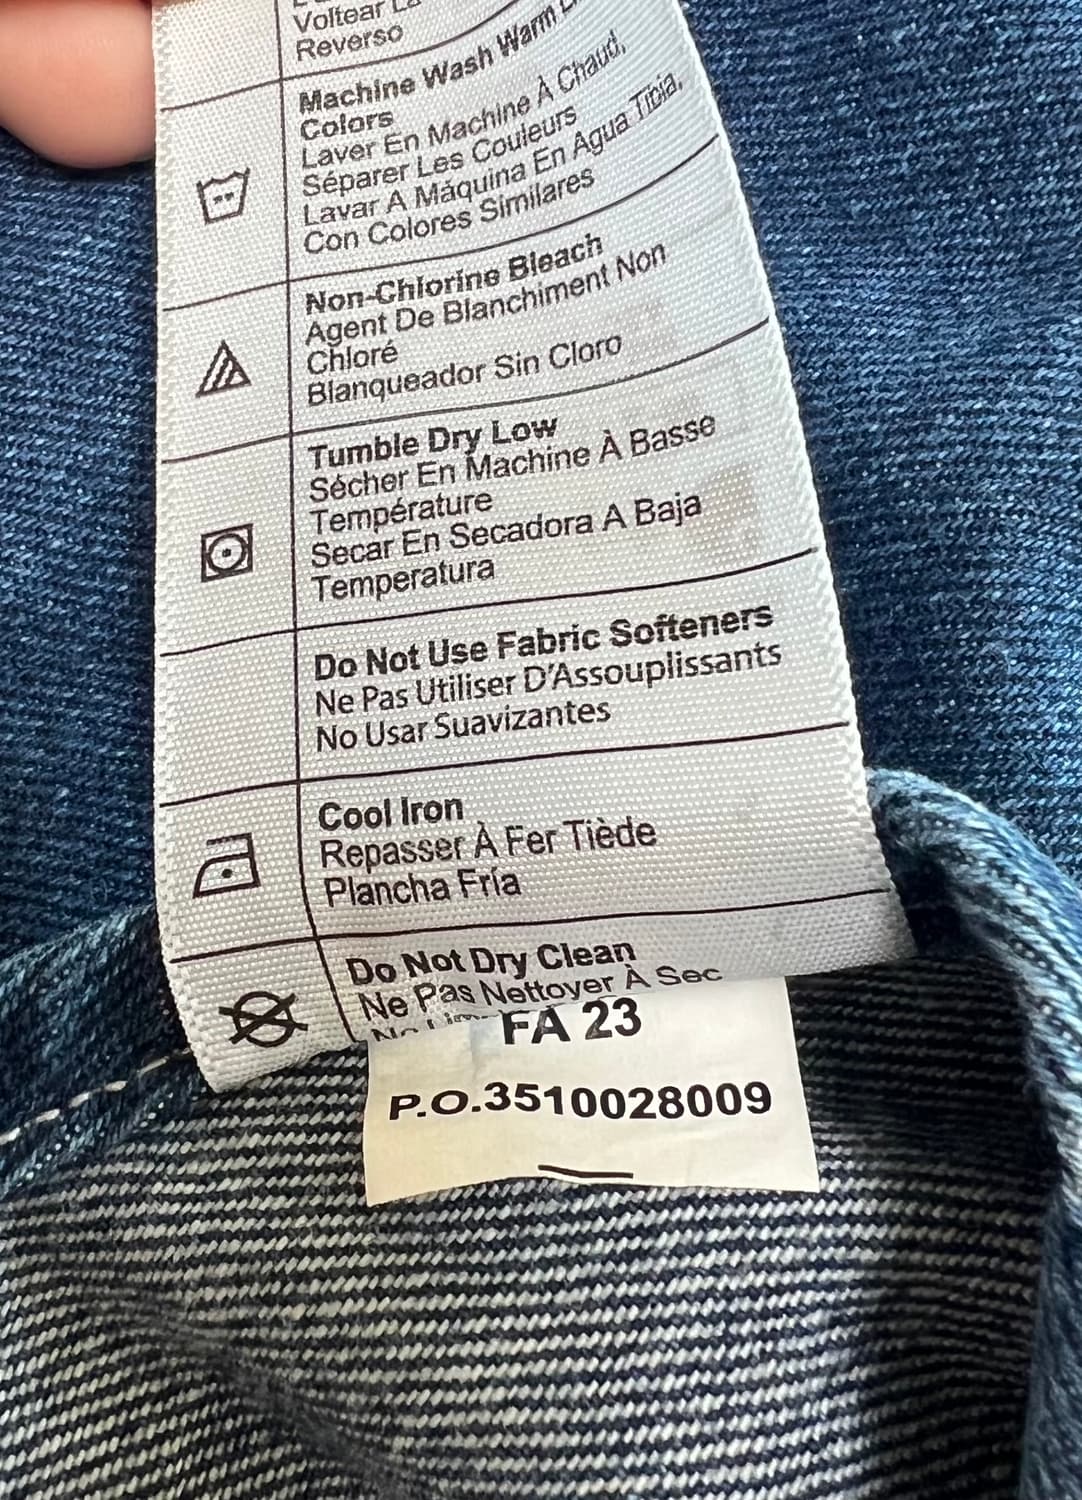 Voltear
Reverso
Machine Wash Warm
Colors
Laver En Machine À Chaud,
Séparer Les Couleurs
Lavar A Máquina En Agua Tibia,
Con Colores Similares
Non-Chlorine Bleach
Agent De Blanchiment Non
Chloré
Blanqueador Sin Cloro
Tumble Dry Low
Sécher En Machine À Basse
Température
Secar En Secadora A Baja
Temperatura
Do Not Use Fabric Softeners
Ne Pas Utiliser D'Assouplissants
No Usar Suavizantes
Cool Iron
Repasser À Fer Tiède
Plancha Fría
Do Not Dry Clean
Ne Pas Nettoyer À Sec
No
FA 23
P.O.3510028009